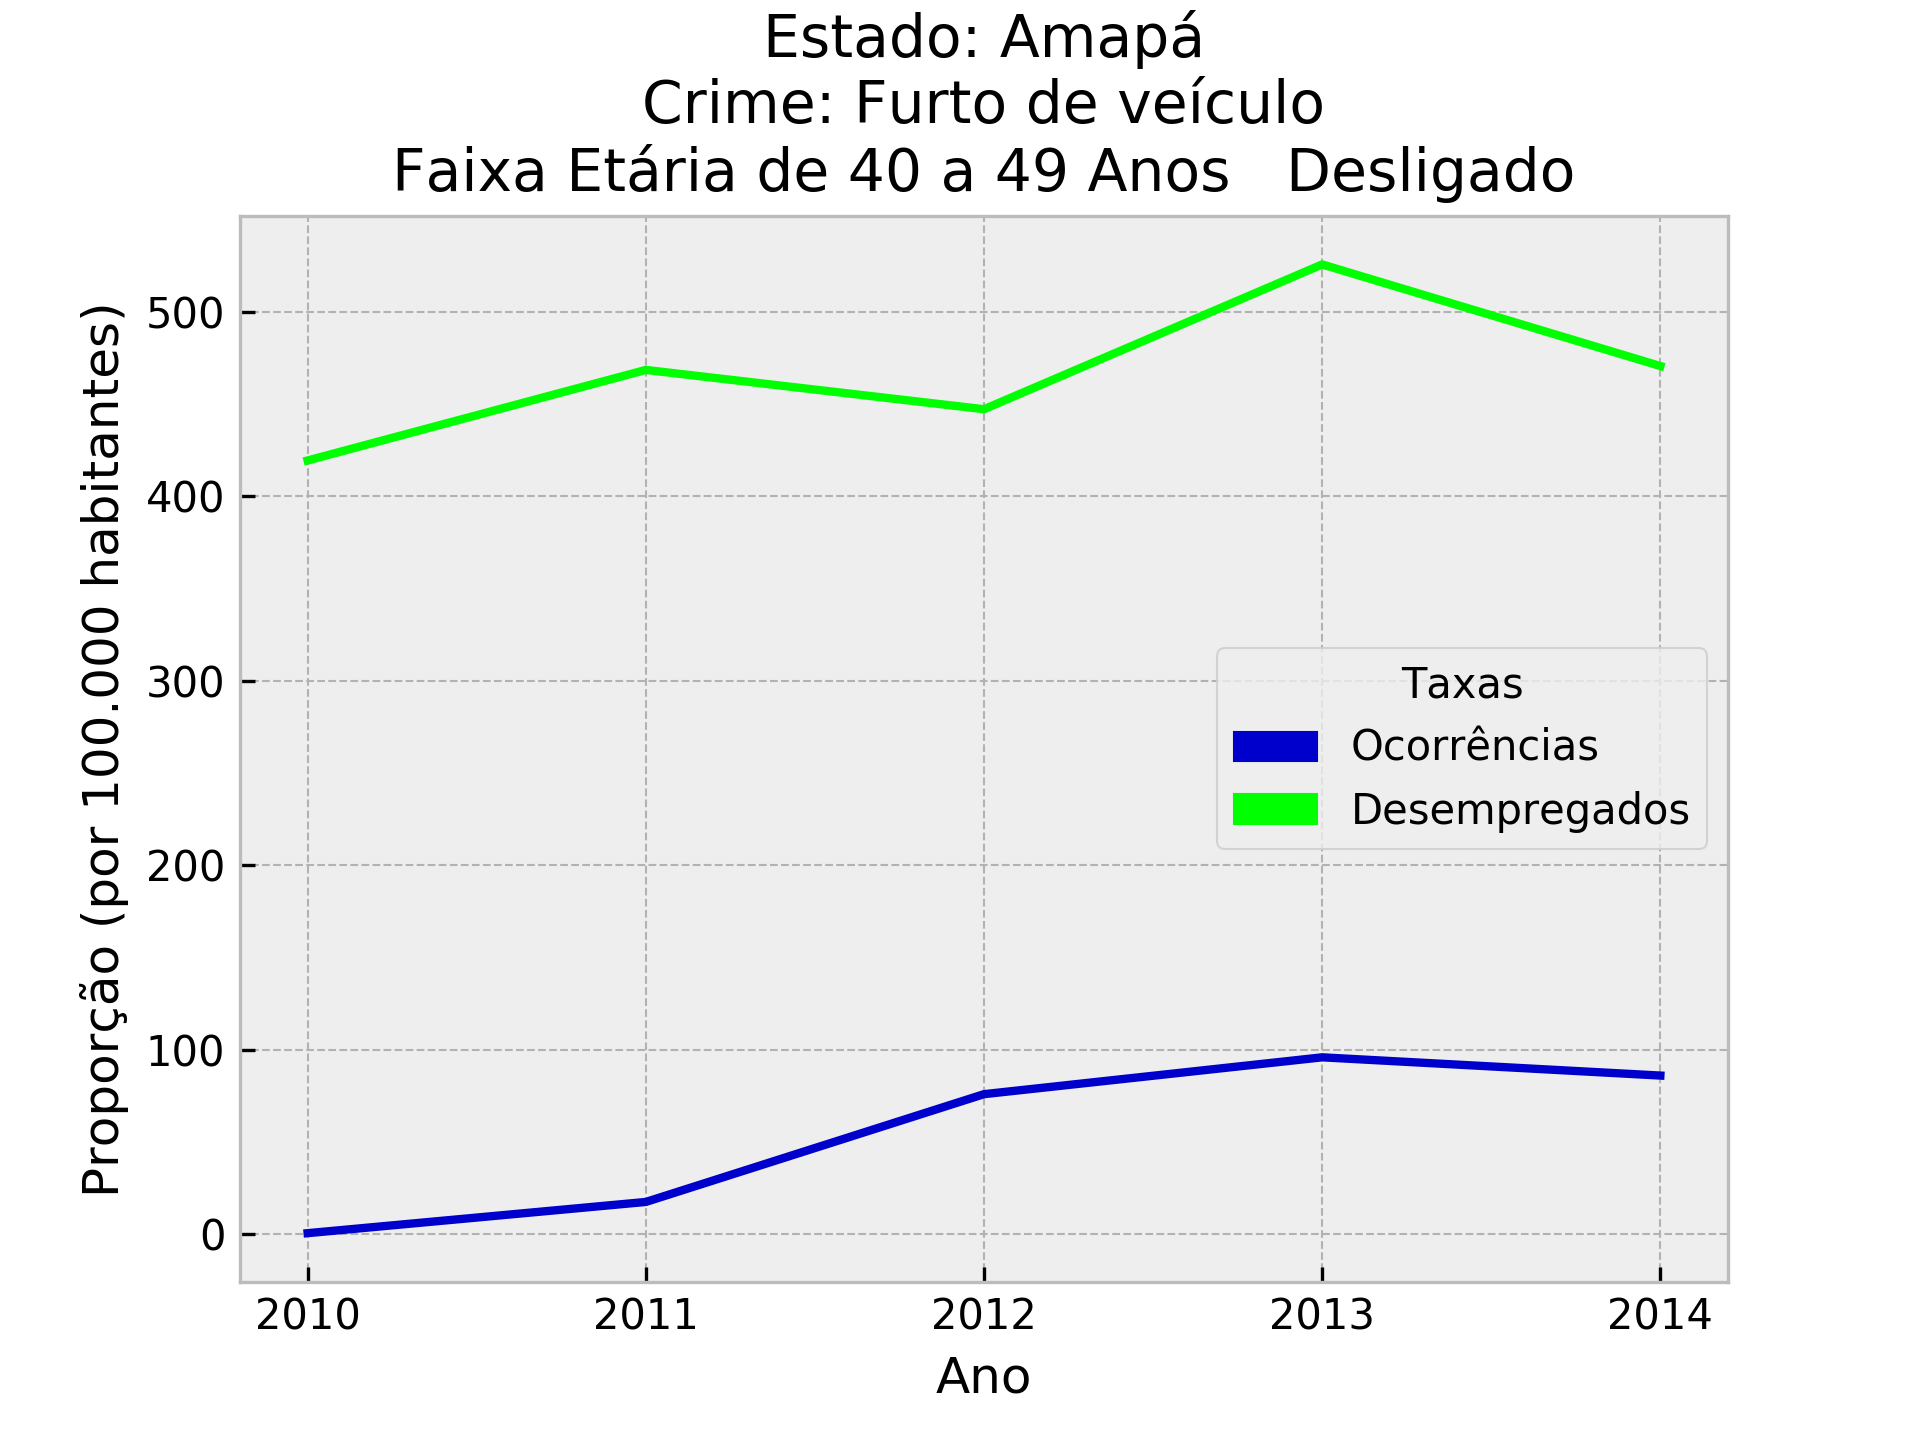 Estado: Amapá
Crime: Furto de veículo
Faixa Etária de 40 a 49 Anos   Desligado
Proporção (por 100.000 habitantes)
500
400
300
200
100
0
Taxas
Ocorrências
Desempregados
2010 2011 2012 2013 2014
Ano